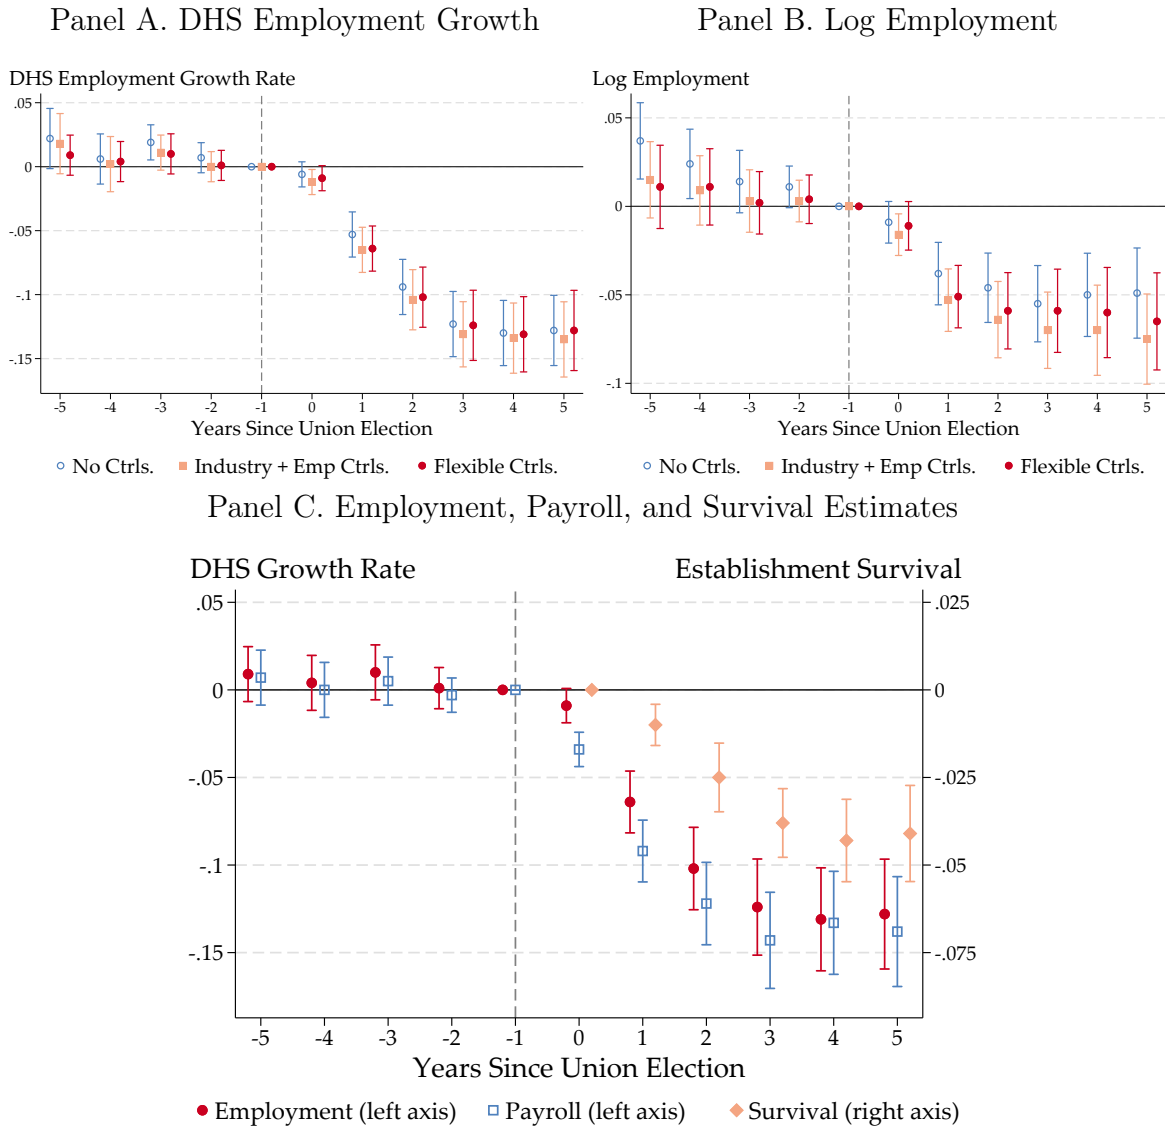 Panel A. DHS Employment Growth
DHS Employment Growth Rate
.05
0
-.05
-.1
-.15
-5 -4 -3 -2 -1 0 1 2 3 4 5
Years Since Union Election
No Ctrls. Industry + Emp Ctrls. Flexible Ctrls.
Panel B. Log Employment
Log Employment
.05
0
-.05
-.1
-5 -4 -3 -2 -1 0 1 2 3 4 5
Years Since Union Election
No Ctrls. Industry + Emp Ctrls. Flexible Ctrls.
Panel C. Employment, Payroll, and Survival Estimates
DHS Growth Rate Establishment Survival
.05 .025
0 0
-.05 -.025
-.1 -.05
-.15 -.075
-5 -4 -3 -2 -1 0 1 2 3 4 5
Years Since Union Election
Employment (left axis) Payroll (left axis) Survival (right axis)